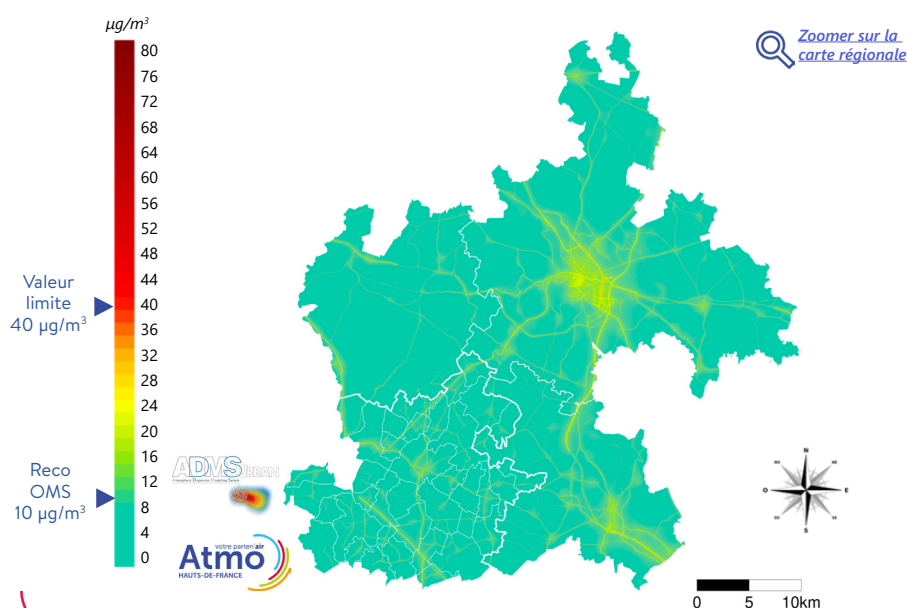 µg/m³
80
76
72
68
64
60
56
52
48
44
40
36
32
28
24
20
16
12
8
4
0
Valeur
limite
40 µg/m³
Reco
OMS
10 µg/m³
Zoomer sur la
carte régionale
ADMS URBAN
votre parten'air
Atmo
HAUTS-DE-FRANCE
N
O
E
S
0 5 10km